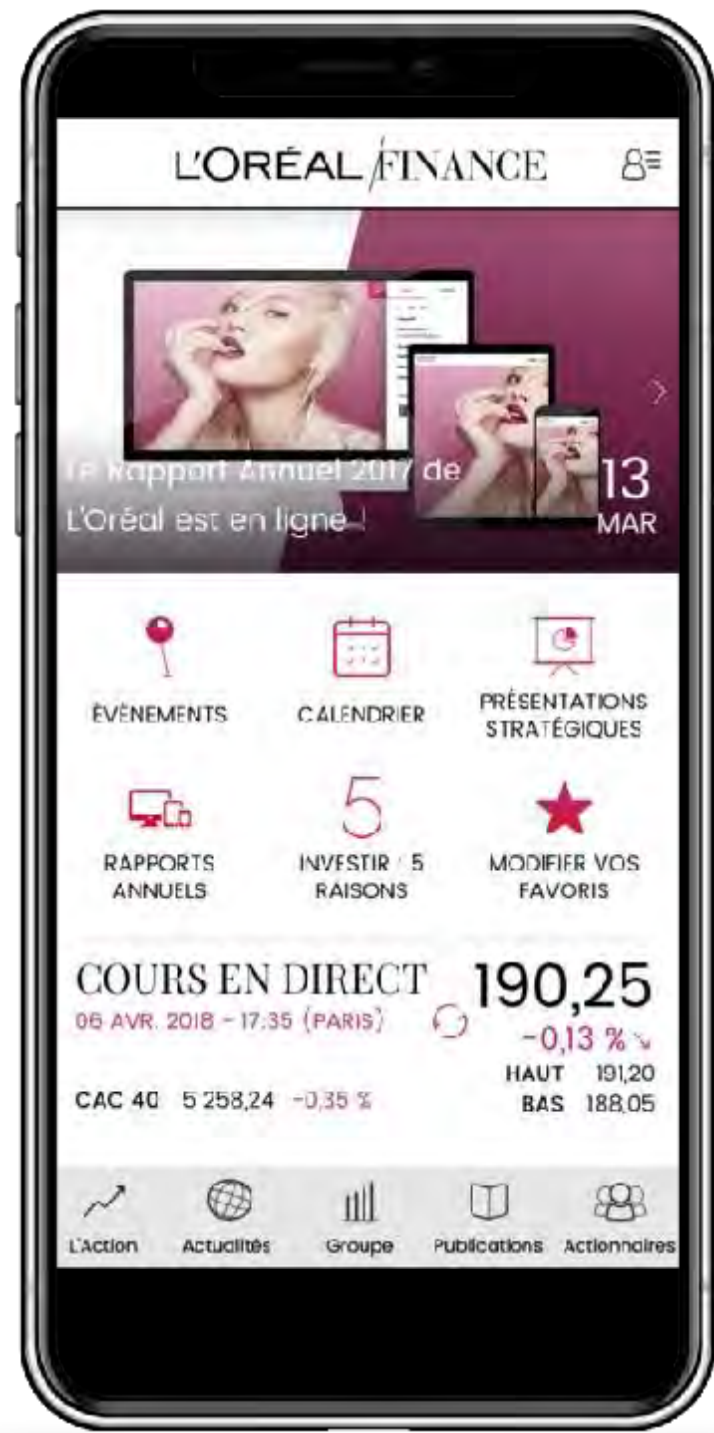 L'ORÉAL FINANCE
Le Rapport Annuel 2017 de
L'Oréal est en ligne !
13
MAR
ÉVÈNEMENTS
CALENDRIER
PRÉSENTATIONS
STRATÉGIQUES
RAPPORTS
ANNUELS
5
INVESTIR : 5
RAISONS
MODIFIER VOS
FAVORIS
COURS EN DIRECT
190,25
06 AVR. 2018 - 17:35 (PARIS)
-0,13 %
HAUT 191,20
CAC 40 5 258,24 -0,35 %
BAS 188,05
L'Action
Actualités
Groupe
Publications
Actionnaires